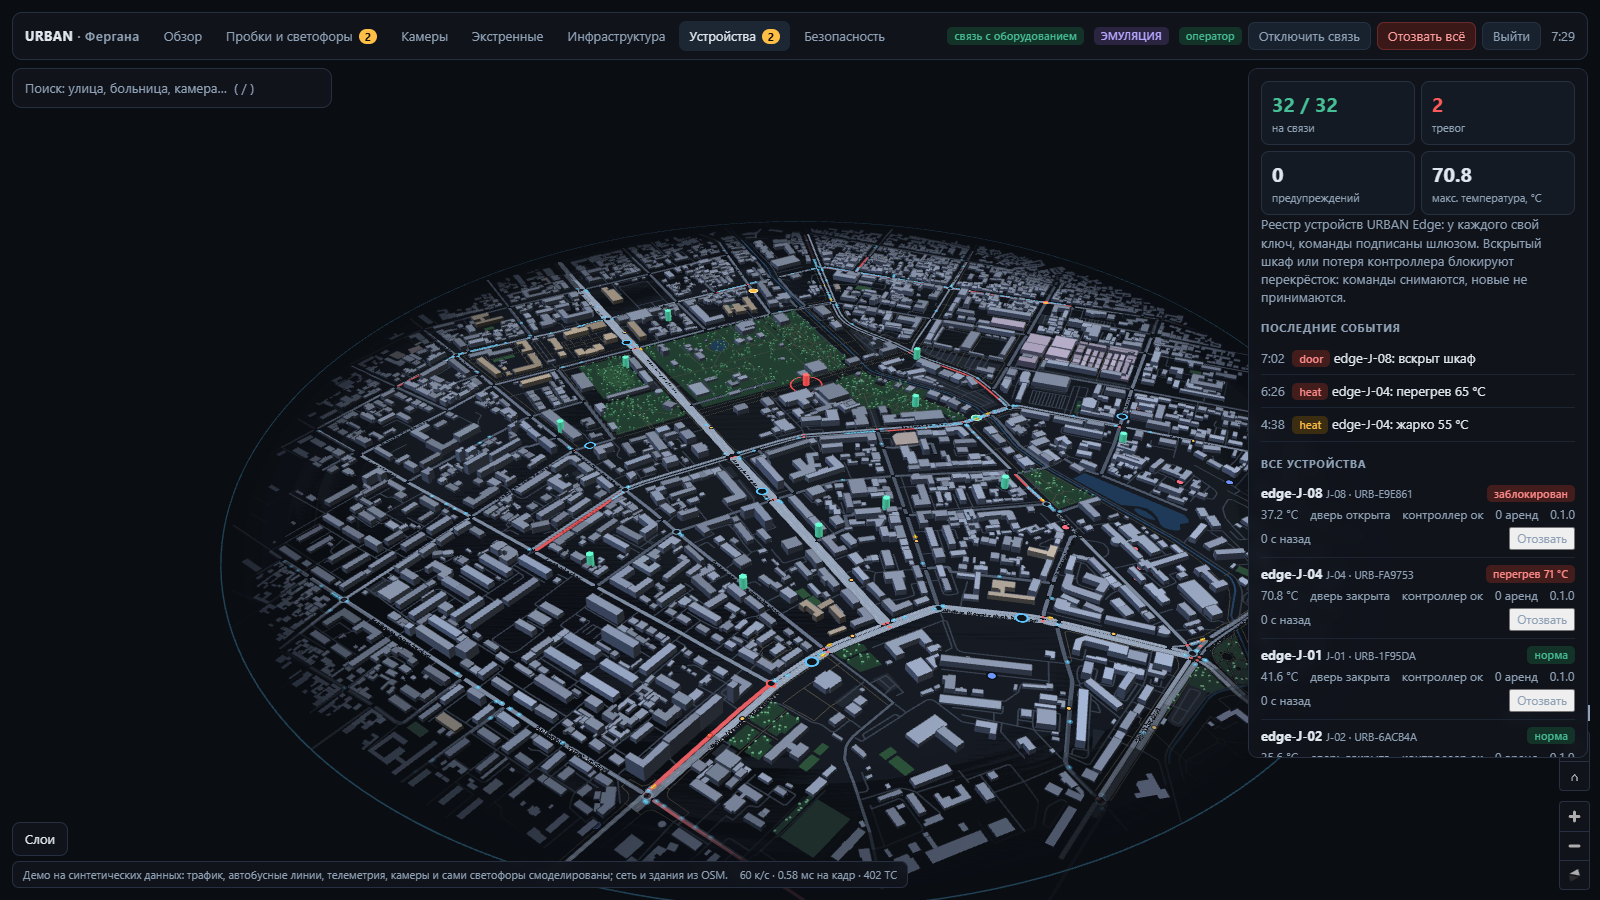 URBAN · Фергана
Обзор
Пробки и светофоры 2
Камеры
Экстренные
Инфраструктура
Устройства 2
Безопасность
связь с оборудованием
ЭМУЛЯЦИЯ
оператор
Отключить связь
Отозвать всё
Выйти
7:29
Поиск: улица, больница, камера... ( / )
32 / 32
на связи
2
тревог
0
предупреждений
70.8
макс. температура, °C
Реестр устройств URBAN Edge: у каждого свой
ключ, команды подписаны шлюзом. Вскрытый
шкаф или потеря контроллера блокируют
перекрёсток: команды снимаются, новые не
принимаются.
ПОСЛЕДНИЕ СОБЫТИЯ
7:02 door edge-J-08: вскрыт шкаф
6:26 heat edge-J-04: перегрев 65 °C
4:38 heat edge-J-04: жарко 55 °C
ВСЕ УСТРОЙСТВА
edge-J-08 J-08 · URB-E9E861 заблокирован
37.2 °C дверь открыта контроллер ок 0 аренд 0.1.0
0 с назад Отозвать
edge-J-04 J-04 · URB-FA9753 перегрев 71 °C
70.8 °C дверь закрыта контроллер ок 0 аренд 0.1.0
0 с назад Отозвать
edge-J-01 J-01 · URB-1F95DA норма
41.6 °C дверь закрыта контроллер ок 0 аренд 0.1.0
0 с назад Отозвать
edge-J-02 J-02 · URB-6ACB4A норма
Слои
Демо на синтетических данных: трафик, автобусные линии, телеметрия, камеры и сами светофоры смоделированы; сеть и здания из OSM. 60 к/с · 0.58 мс на кадр · 402 ТС